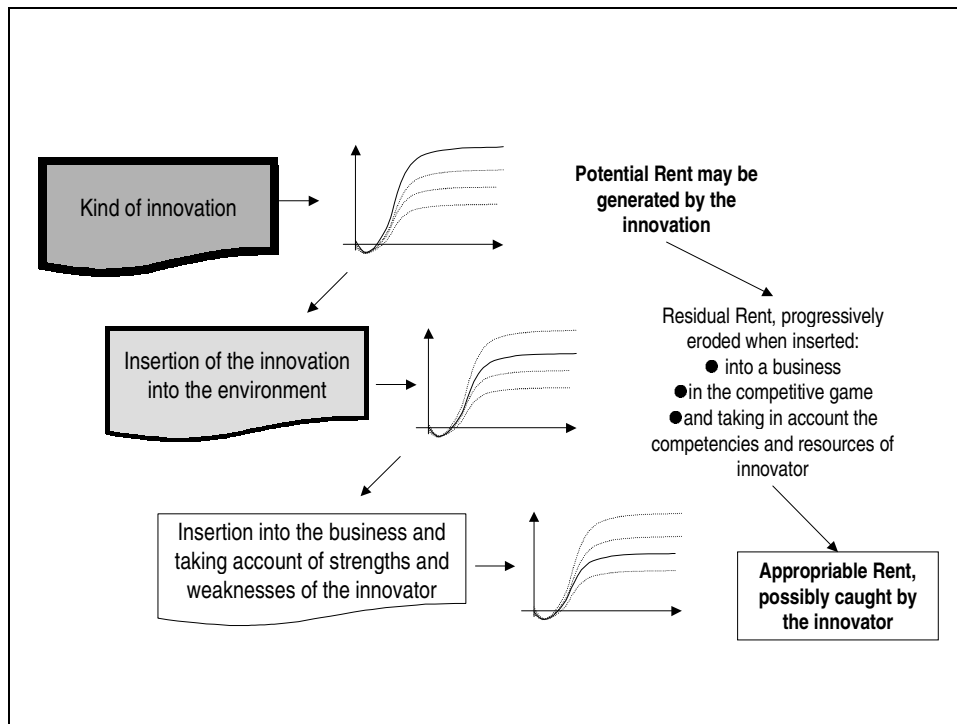 Kind of innovation
Potential Rent may be
generated by the
innovation
Insertion of the innovation
into the environment
Residual Rent, progressively
eroded when inserted:
● into a business
●in the competitive game
●and taking in account the
competencies and resources of
innovator
Insertion into the business and
taking account of strengths and
weaknesses of the innovator
Appropriable Rent,
possibly caught by
the innovator